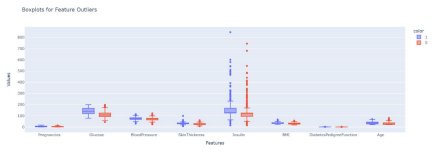 Boxplots for Feature Outliers
color
1
0
800
700
600
500
400
300
200
100
0
Values
Pregnancies Glucose BloodPressure SkinThickness Insulin BMI DiabetesPedigreeFunction Age
Features